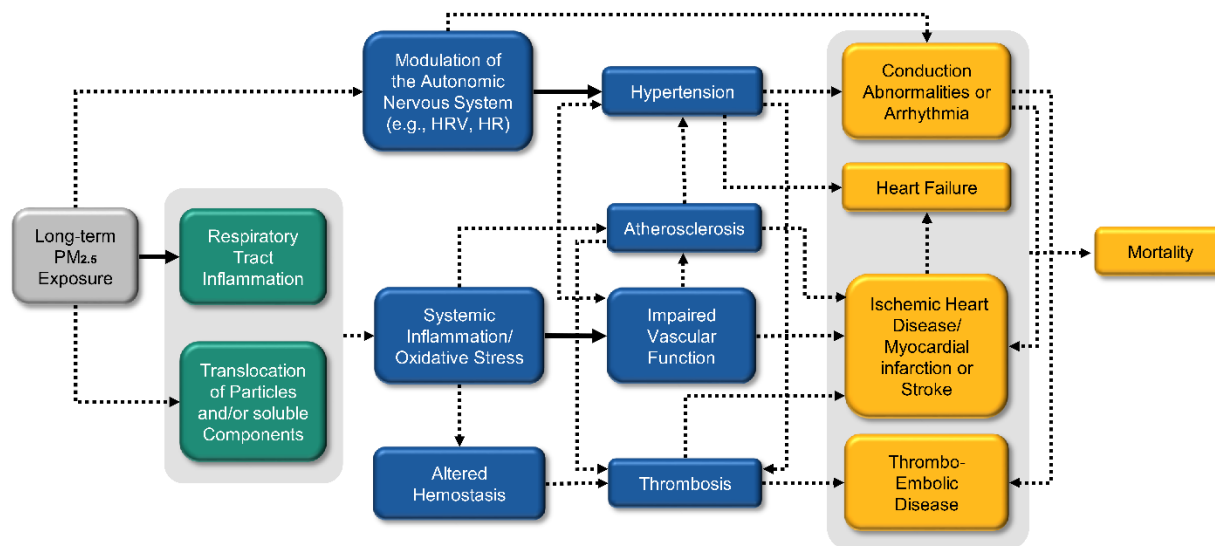 Long-term
PM2.5
Exposure
Respiratory
Tract
Inflammation
Translocation
of Particles
and/or soluble
Components
Modulation of
the Autonomic
Nervous System
(e.g., HRV, HR)
Systemic
Inflammation/
Oxidative Stress
Altered
Hemostasis
Hypertension
Atherosclerosis
Impaired
Vascular
Function
Thrombosis
Conduction
Abnormalities or
Arrhythmia
Heart Failure
Ischemic Heart
Disease/
Myocardial
infarction or
Stroke
Thrombo-
Embolic
Disease
Mortality